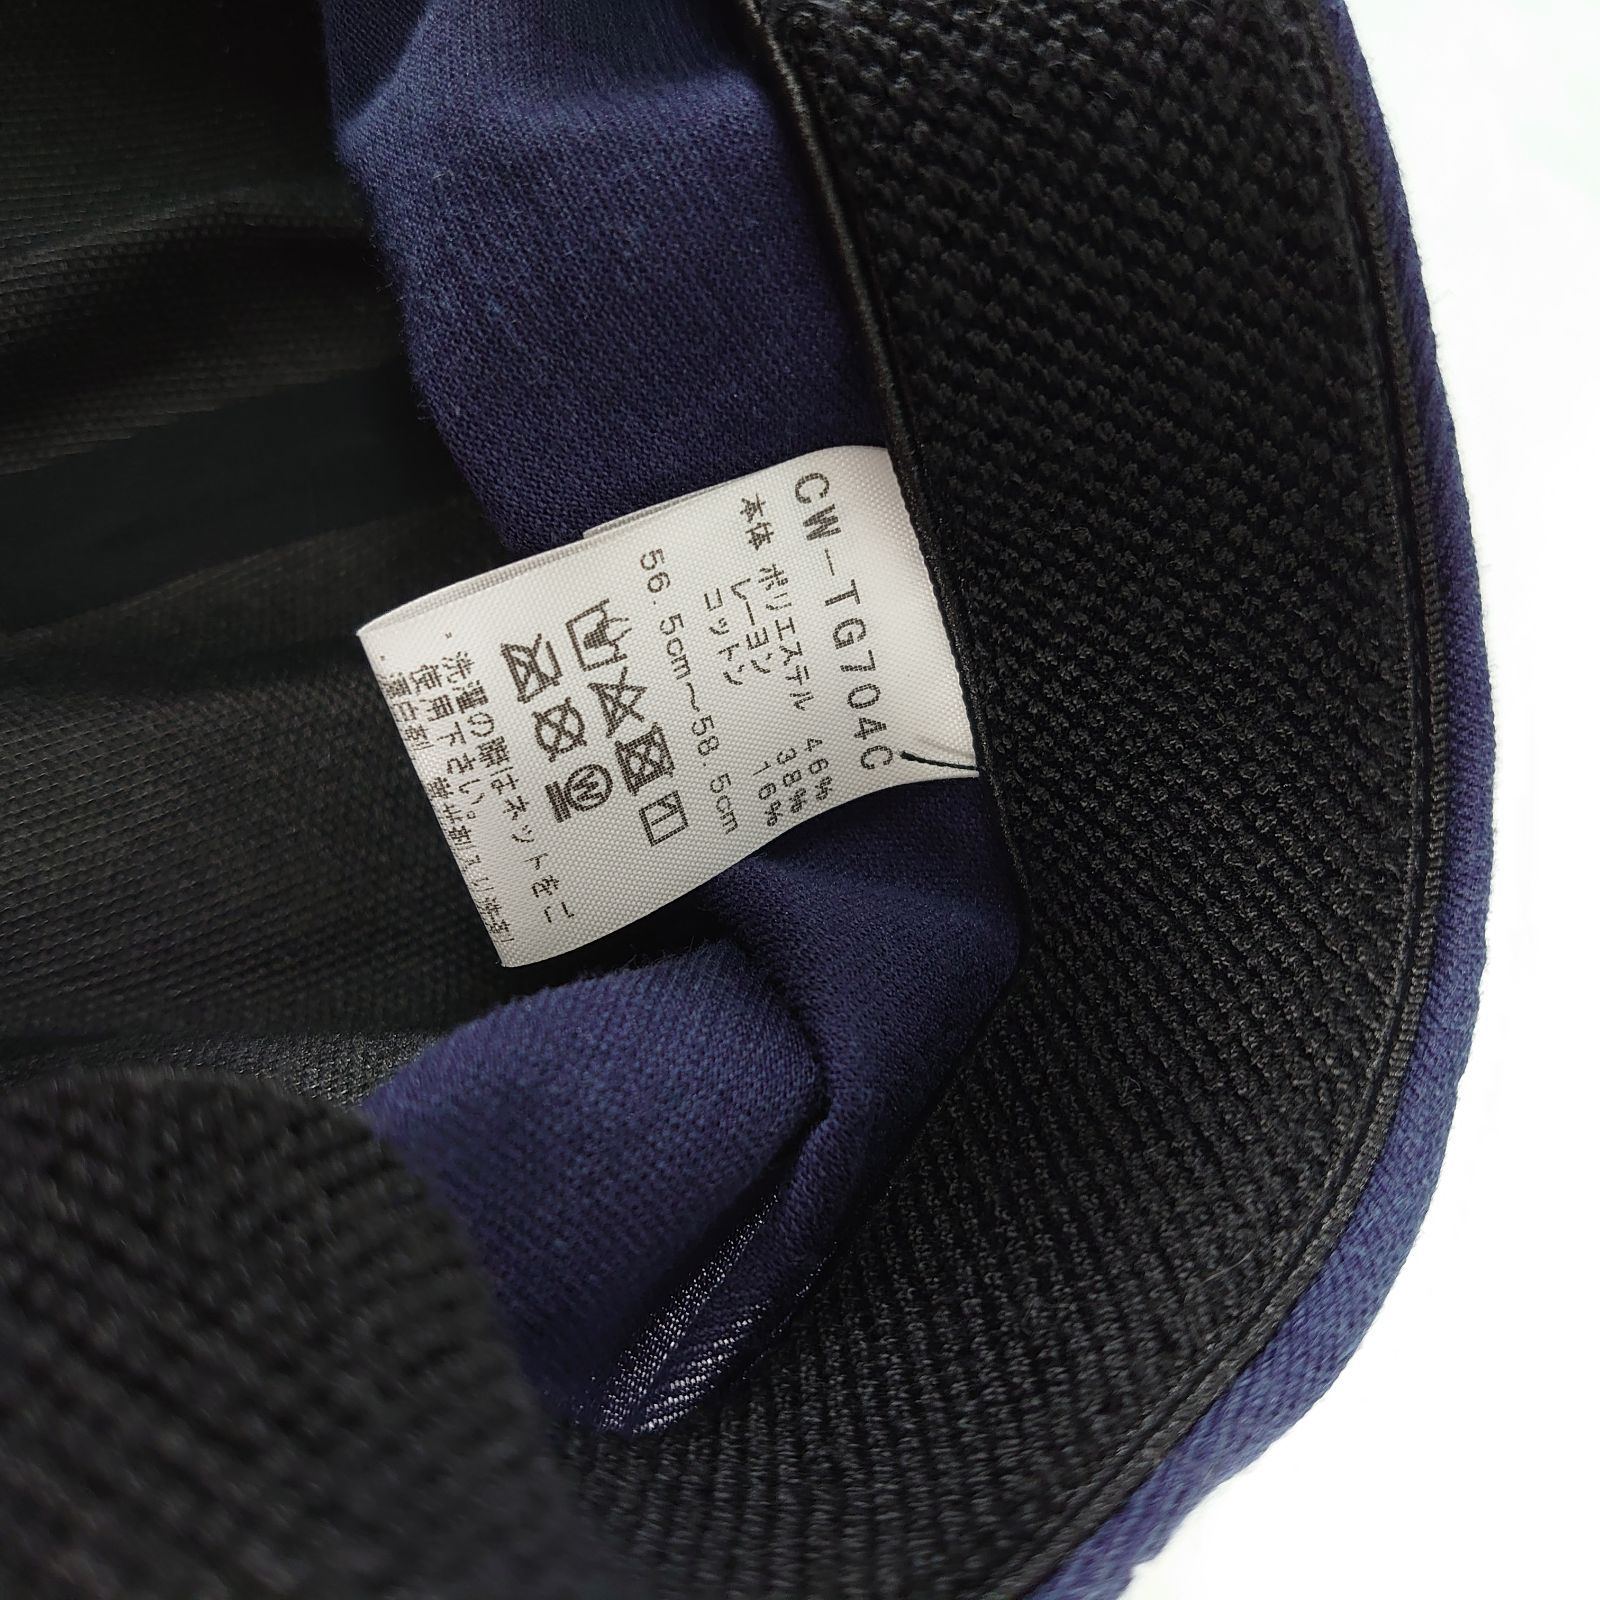 CW-TG704C
本体 ポリエステル 46%
レーヨン 38%
コットン 16%
56.5cm~58.5cm
・洗濯の際はネットをご
使用下さい。